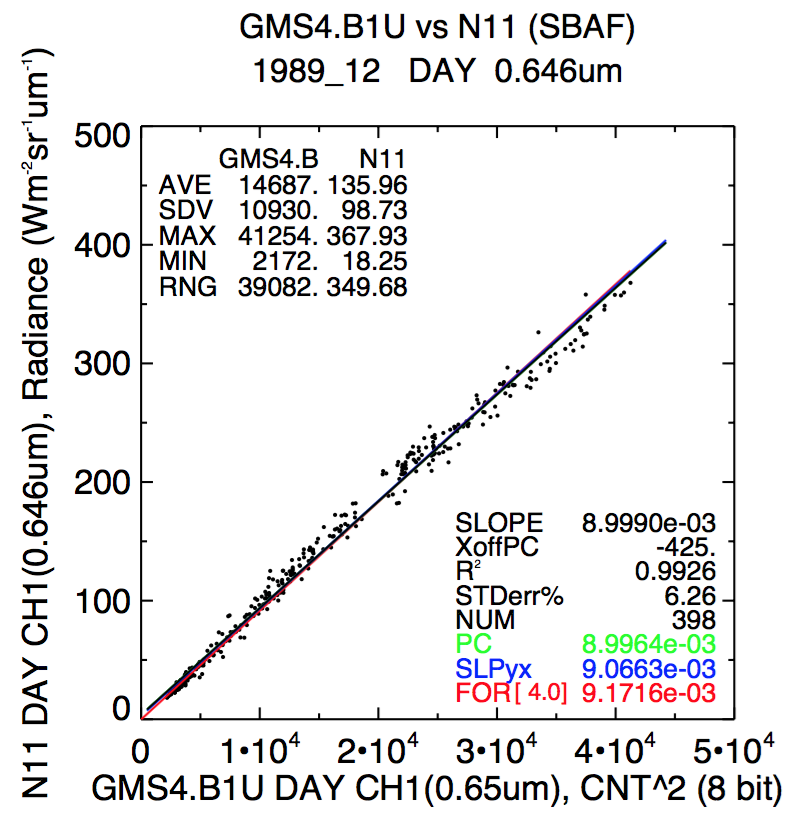 GMS4.B1U vs N11 (SBAF)
1989_12 DAY 0.646um
N11 DAY CH1(0.646um), Radiance (Wm⁻²sr⁻¹um⁻¹)
500
400
300
200
100
0
GMS4.B N11
AVE 14687. 135.96
SDV 10930. 98.73
MAX 41254. 367.93
MIN 2172. 18.25
RNG 39082. 349.68
SLOPE 8.9990e-03
XoffPC -425.
R² 0.9926
STDerr% 6.26
NUM 398
PC 8.9964e-03
SLPyx 9.0663e-03
FOR[ 4.0] 9.1716e-03
0 1•10⁴ 2•10⁴ 3•10⁴ 4•10⁴ 5•10⁴
GMS4.B1U DAY CH1(0.65um), CNT^2 (8 bit)